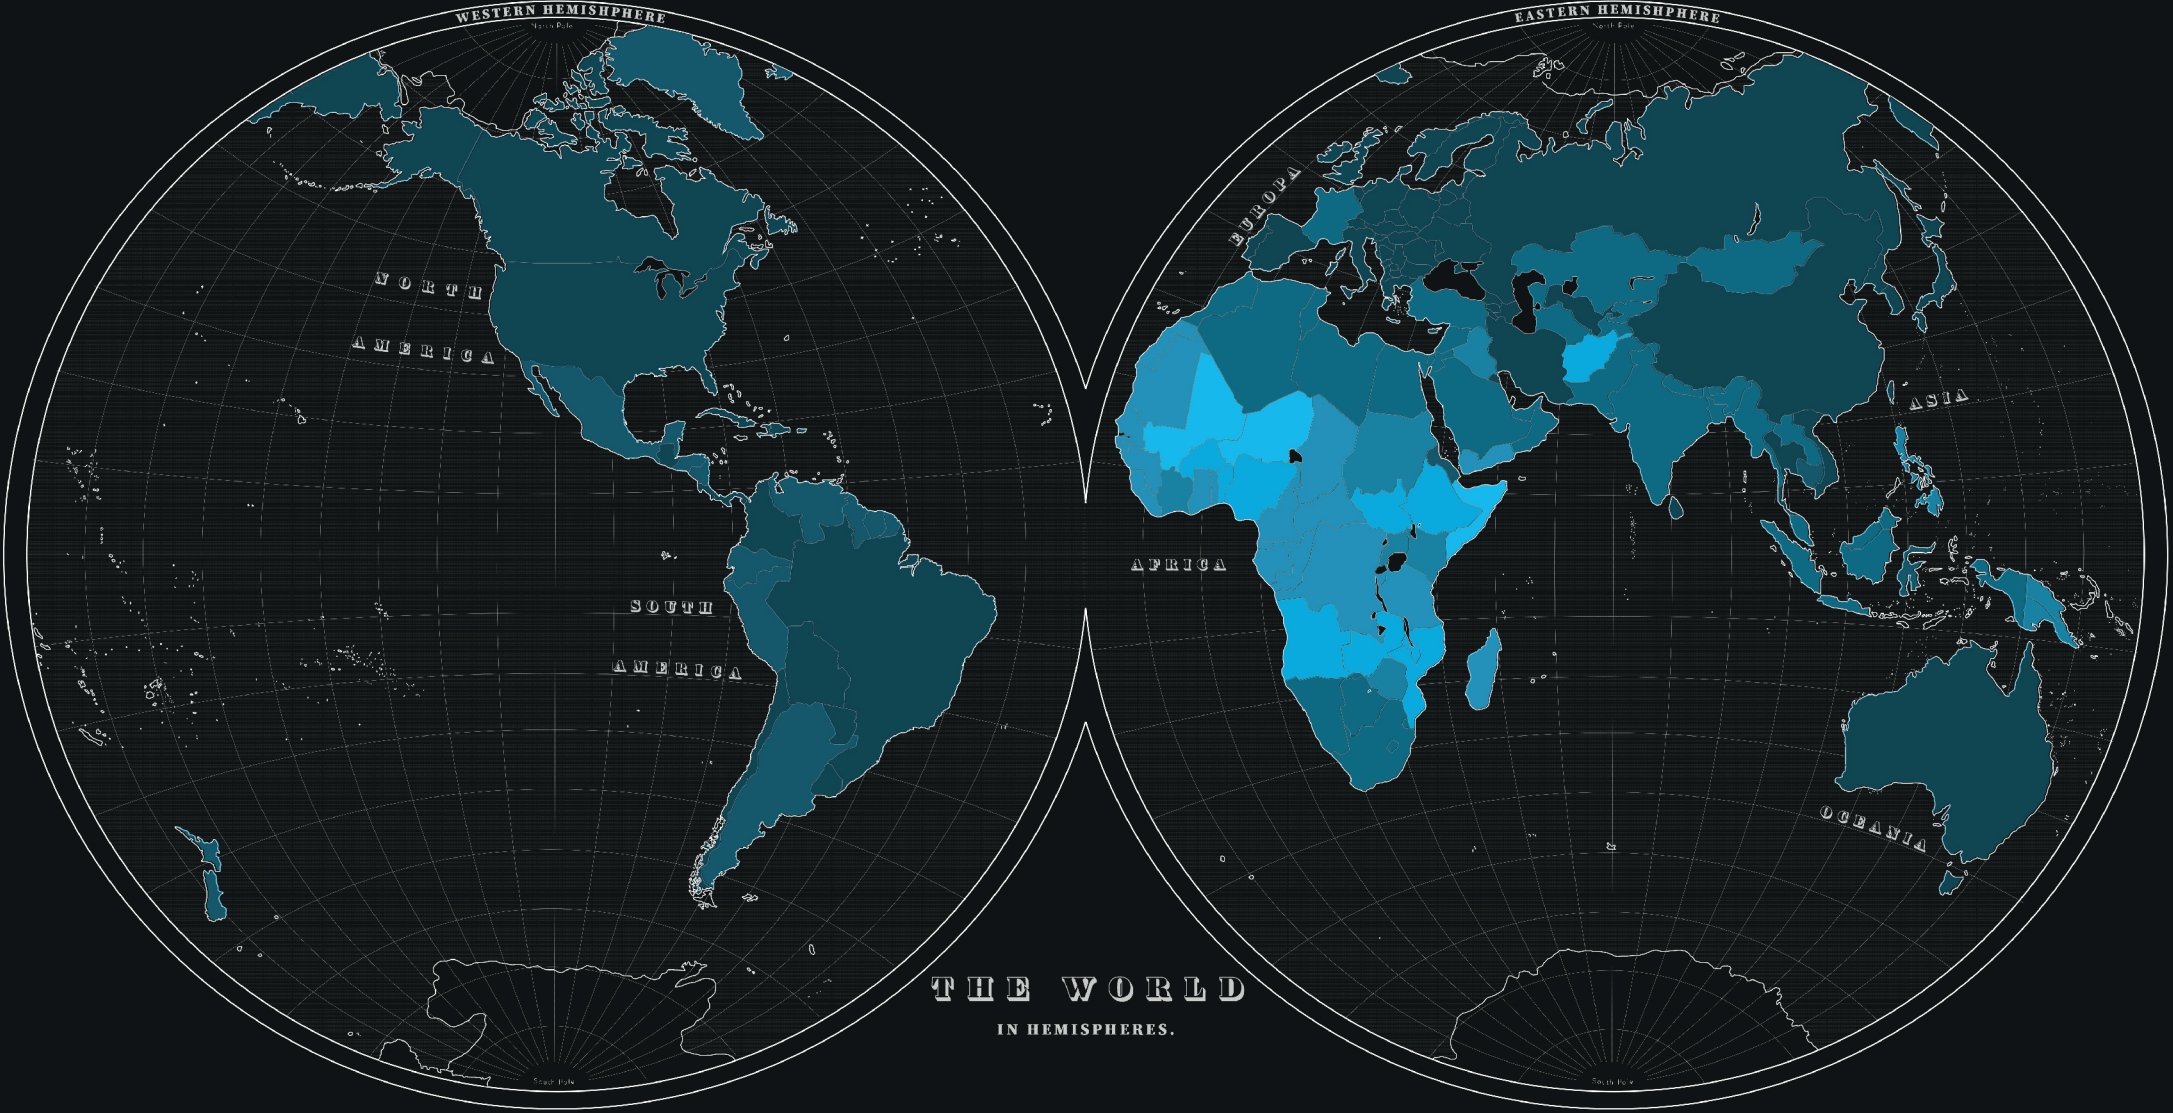 WESTERN HEMISHPHERE
North Pole
NORTH
AMERICA
SOUTH
AMERICA
South Pole
EASTERN HEMISHPHERE
North Pole
EUROPA
ASIA
AFRICA
OCEANIA
South Pole
THE WORLD
IN HEMISPHERES.